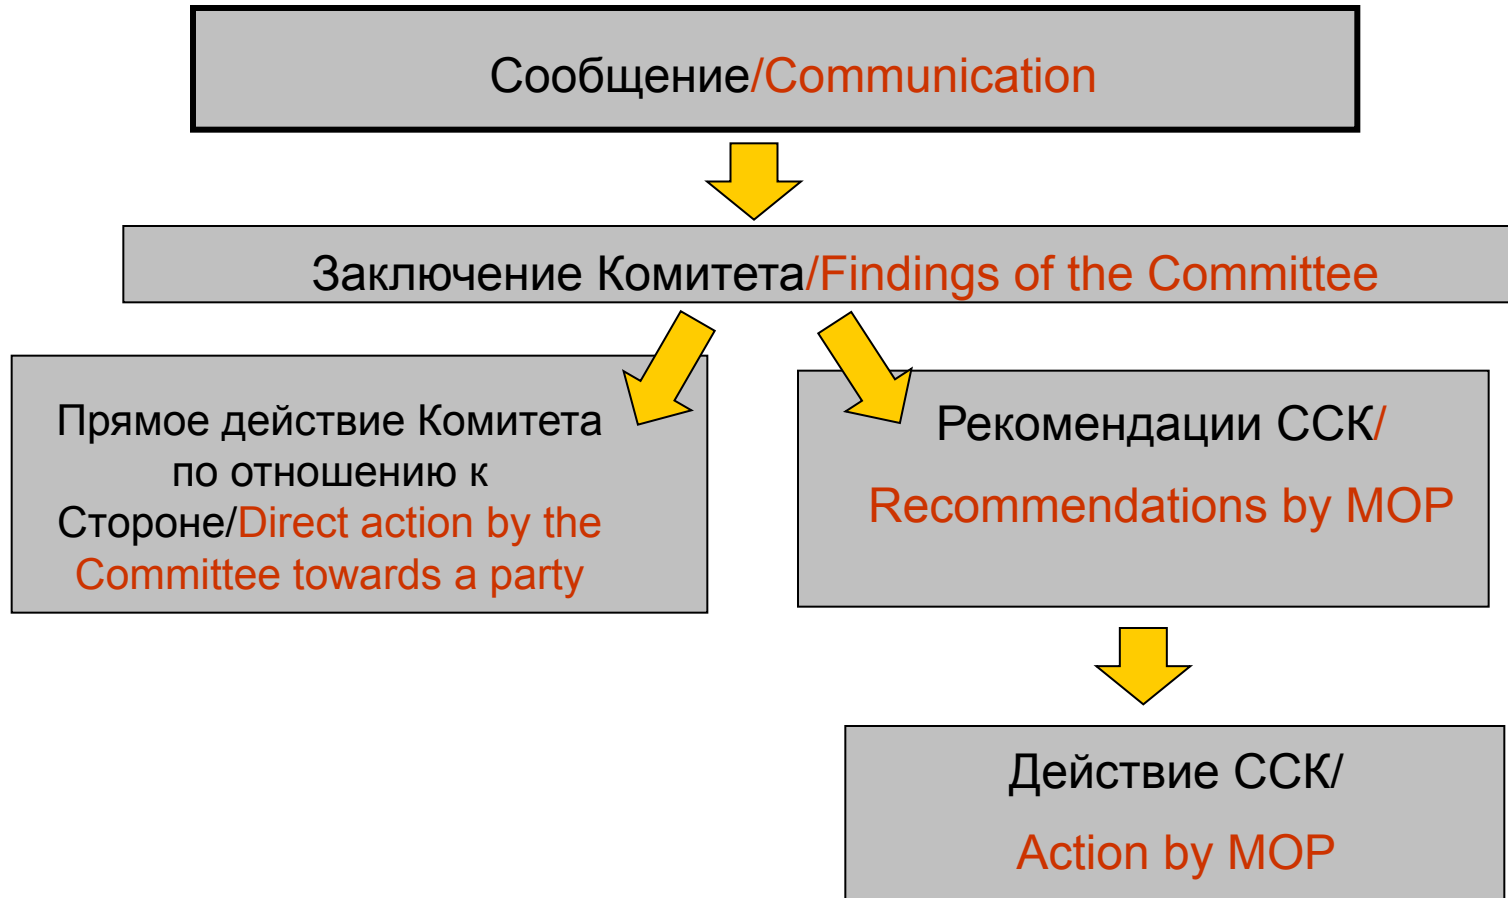 Сообщение/Communication
Заключение Комитета/Findings of the Committee
Прямое действие Комитета
по отношению к
Стороне/Direct action by the
Committee towards a party
Рекомендации ССК/
Recommendations by MOP
Действие ССК/
Action by MOP